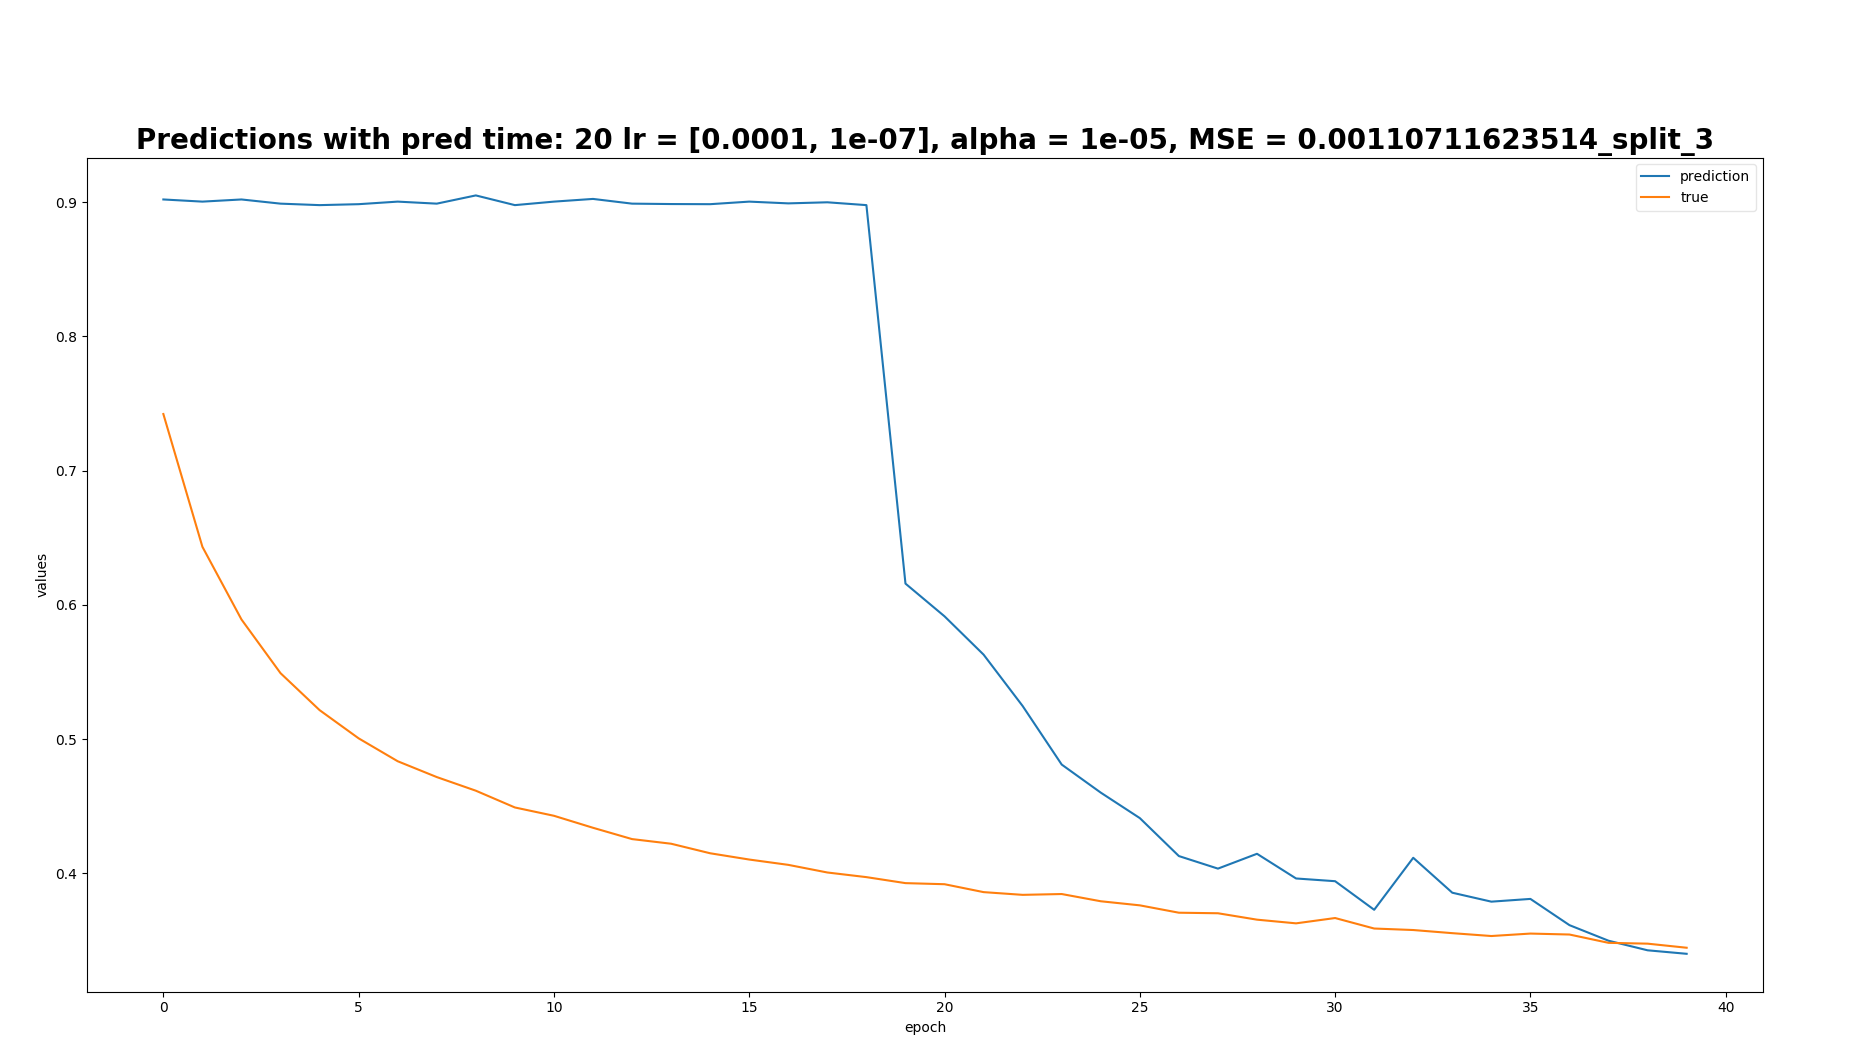 Predictions with pred time: 20 lr = [0.0001, 1e-07], alpha = 1e-05, MSE = 0.00110711623514_split_3
prediction
true
0.9
0.8
0.7
0.6
0.5
0.4
values
0 5 10 15 20 25 30 35 40
epoch